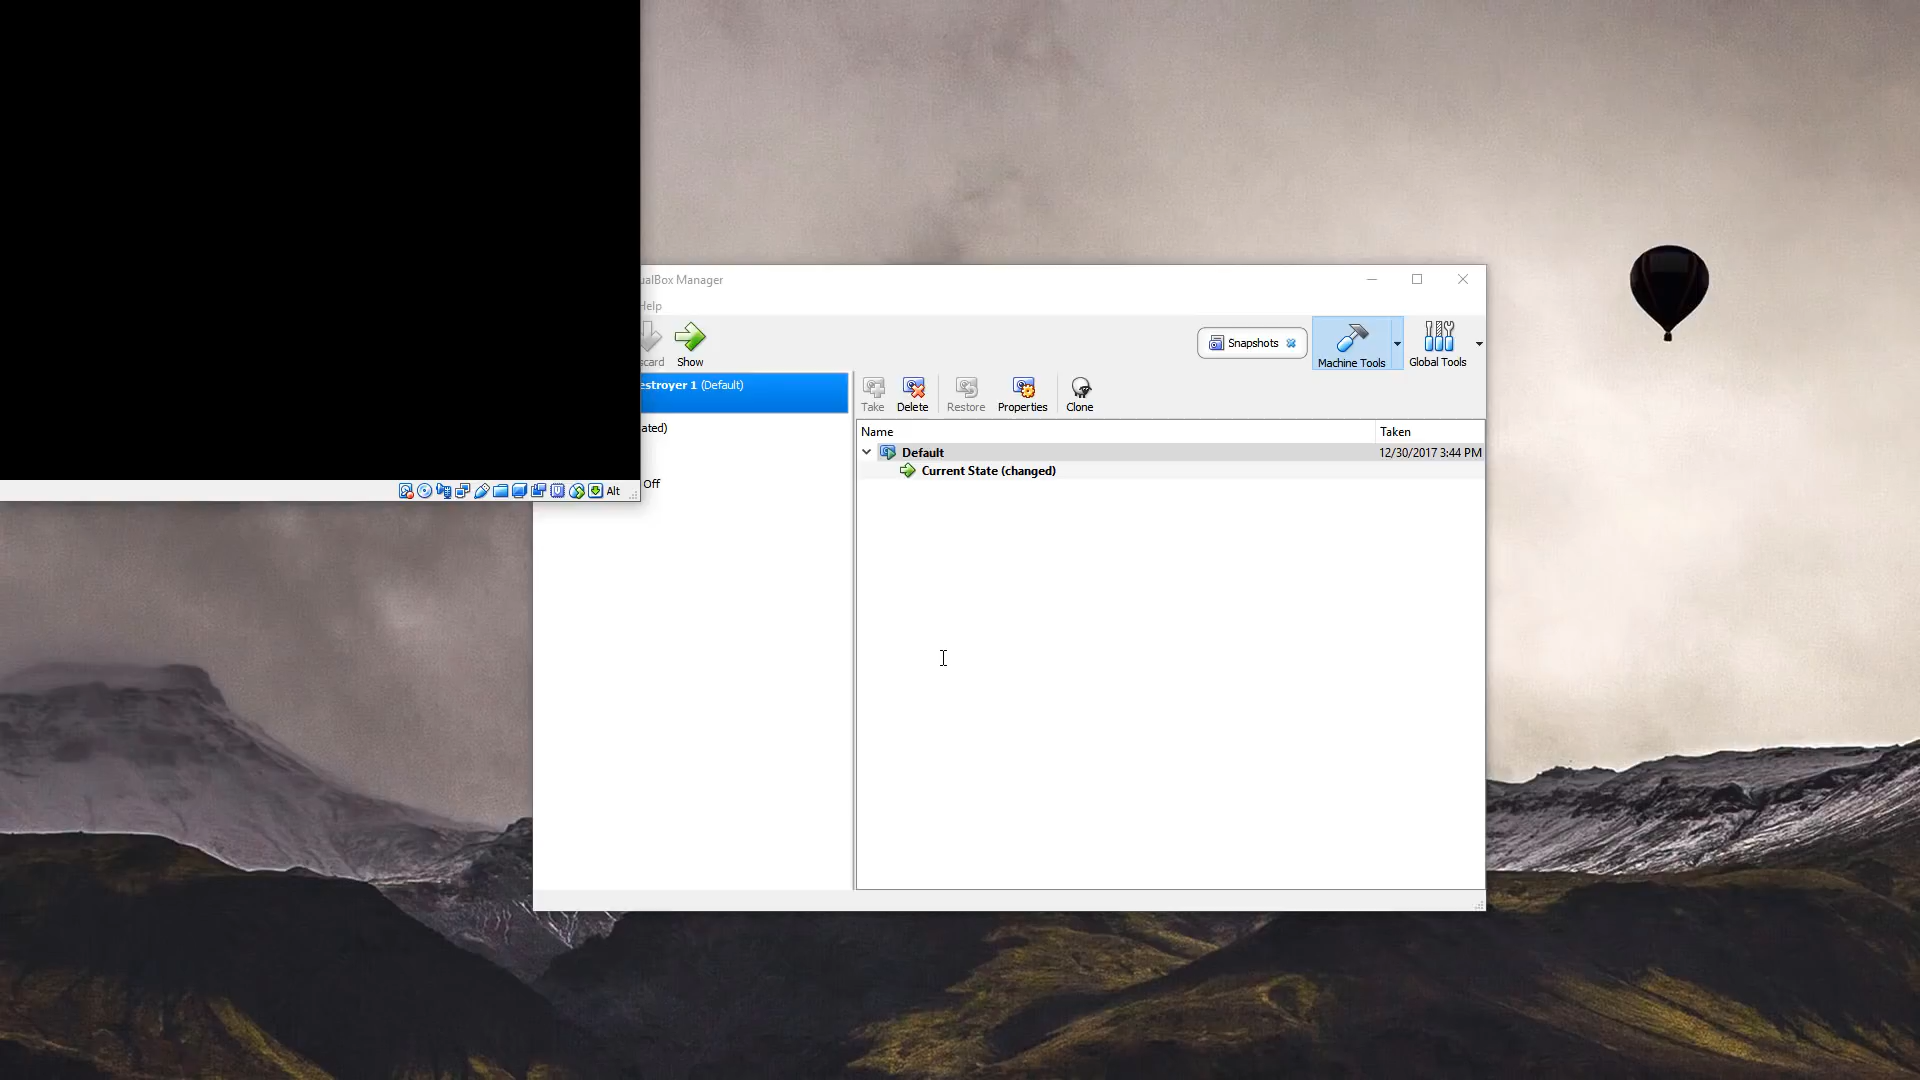 ualBox Manager
Help
scard
Show
Snapshots
Machine Tools
Global Tools
estroyer 1 (Default)
Take
Delete
Restore
Properties
Clone
ated)
Name
Taken
Default
12/30/2017 3:44 PM
Current State (changed)
Off
Alt